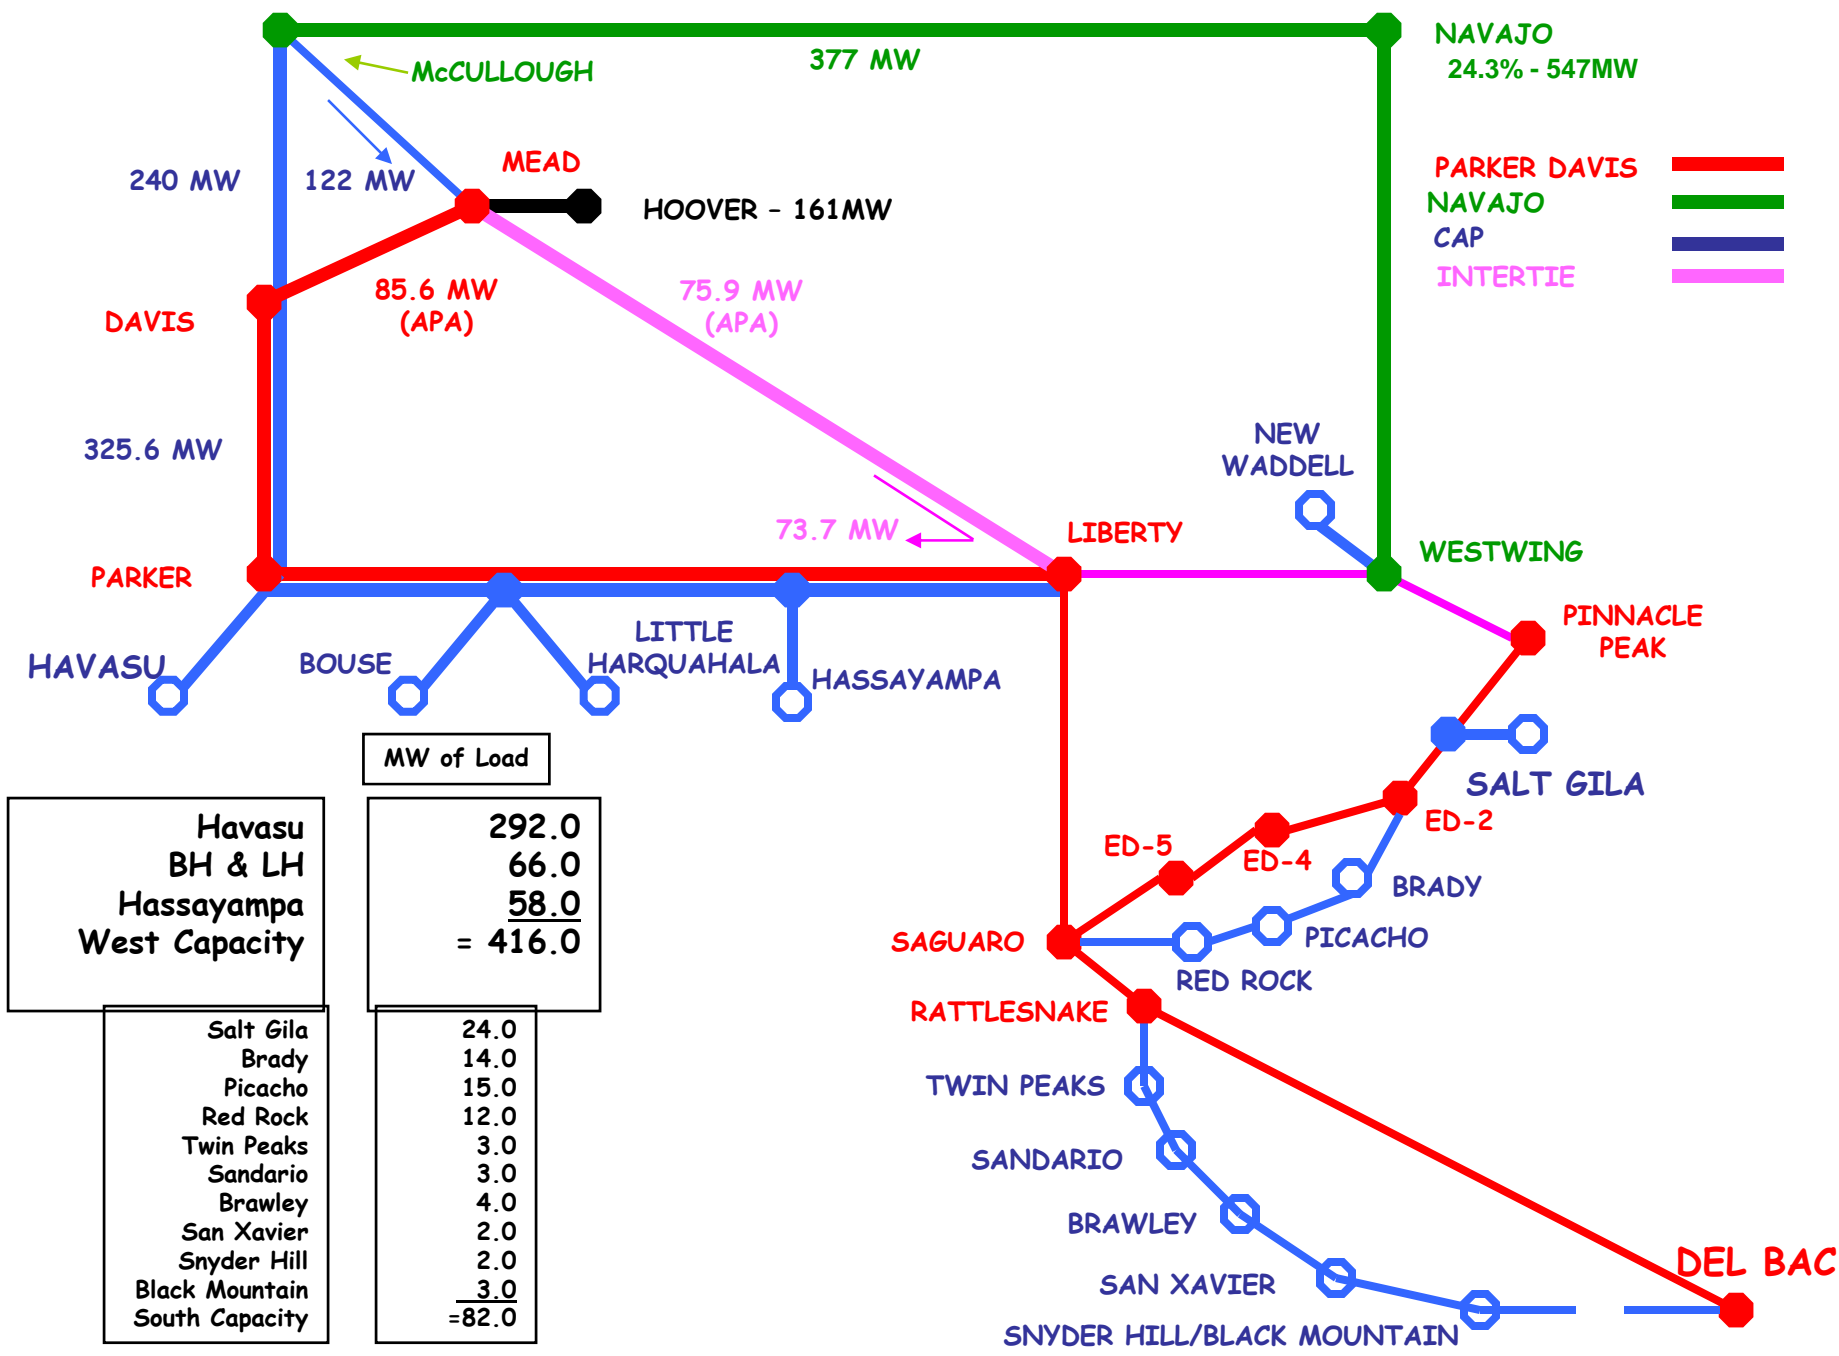 NAVAJO
24.3% - 547MW
377 MW
McCULLOUGH
MEAD
240 MW
122 MW
HOOVER - 161MW
PARKER DAVIS
NAVAJO
CAP
INTERTIE
85.6 MW
(APA)
75.9 MW
(APA)
DAVIS
325.6 MW
NEW
WADDELL
73.7 MW
LIBERTY
WESTWING
PARKER
PINNACLE
PEAK
HAVASU
BOUSE
LITTLE
HARQUAHALA
HASSAYAMPA
SALT GILA
ED-2
ED-4
ED-5
BRADY
PICACHO
RED ROCK
SAGUARO
RATTLESNAKE
TWIN PEAKS
SANDARIO
BRAWLEY
SAN XAVIER
SNYDER HILL/BLACK MOUNTAIN
DEL BAC
MW of Load
Havasu 292.0
BH & LH 66.0
Hassayampa 58.0
West Capacity = 416.0
Salt Gila 24.0
Brady 14.0
Picacho 15.0
Red Rock 12.0
Twin Peaks 3.0
Sandario 3.0
Brawley 4.0
San Xavier 2.0
Snyder Hill 2.0
Black Mountain 3.0
South Capacity =82.0